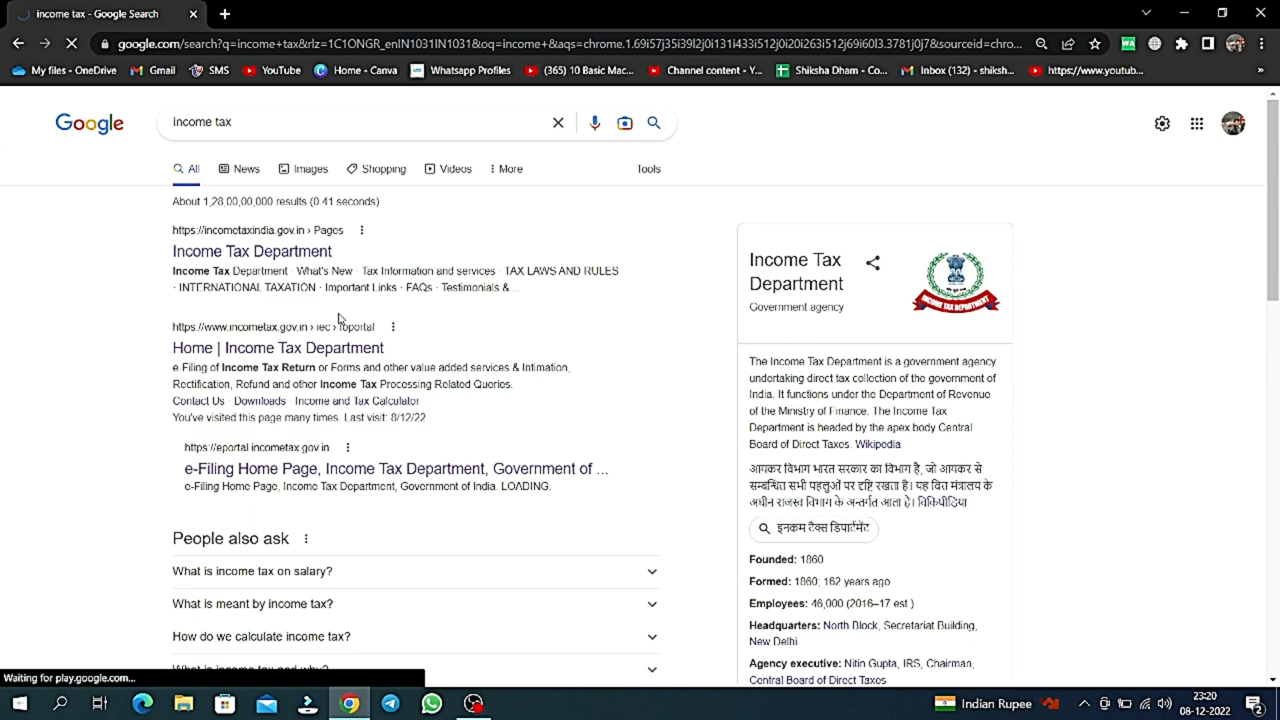 income tax - Google Search
google.com/search?q=income+tax&rlz=1C1ONGR_enIN1031IN1031&oq=income+&aqs=chrome.1.69i57j35i39l2j0i131i433i512j0i20i263i512j69i60l3.3781j0j7&sourceid=chro...
My files - OneDrive Gmail SMS YouTube Home - Canva Whatsapp Profiles (365) 10 Basic Mac... Channel content - Y... Shiksha Dham - Co... Inbox (132) - shiksh... https://www.youtub...
Google
income tax
All News Images Shopping Videos More Tools
About 1,28,00,00,000 results (0.41 seconds)
https://incometaxindia.gov.in › Pages
Income Tax Department
Income Tax Department · What's New · Tax Information and services · TAX LAWS AND RULES
· INTERNATIONAL TAXATION · Important Links · FAQs · Testimonials & ...
https://www.incometax.gov.in › iec › foportal
Home | Income Tax Department
e-Filing of Income Tax Return or Forms and other value added services & Intimation,
Rectification, Refund and other Income Tax Processing Related Queries.
Contact Us · Downloads · Income and Tax Calculator
You've visited this page many times. Last visit: 8/12/22
https://eportal.incometax.gov.in
e-Filing Home Page, Income Tax Department, Government of ...
e-Filing Home Page, Income Tax Department, Government of India. LOADING.
People also ask
What is income tax on salary?
What is meant by income tax?
How do we calculate income tax?
What is income tax and why?
Income Tax
Department
Government agency
INCOME TAX DEPARTMENT
The Income Tax Department is a government agency
undertaking direct tax collection of the government of
India. It functions under the Department of Revenue
of the Ministry of Finance. The Income Tax
Department is headed by the apex body Central
Board of Direct Taxes. Wikipedia
आयकर विभाग भारत सरकार का विभाग है, जो आयकर से
सम्बंधित सभी पहलुओं पर दृष्टि रखता है। यह वित्त मंत्रालय के
अधीन राजस्व विभाग के अन्तर्गत आता है। विकिपीडिया
इनकम टैक्स डिपार्टमेंट
Founded: 1860
Formed: 1860; 162 years ago
Employees: 46,000 (2016–17 est.)
Headquarters: North Block, Secretariat Building,
New Delhi
Agency executive: Nitin Gupta, IRS, Chairman,
Central Board of Direct Taxes
Waiting for play.google.com...
Indian Rupee
23:20
08-12-2022
2